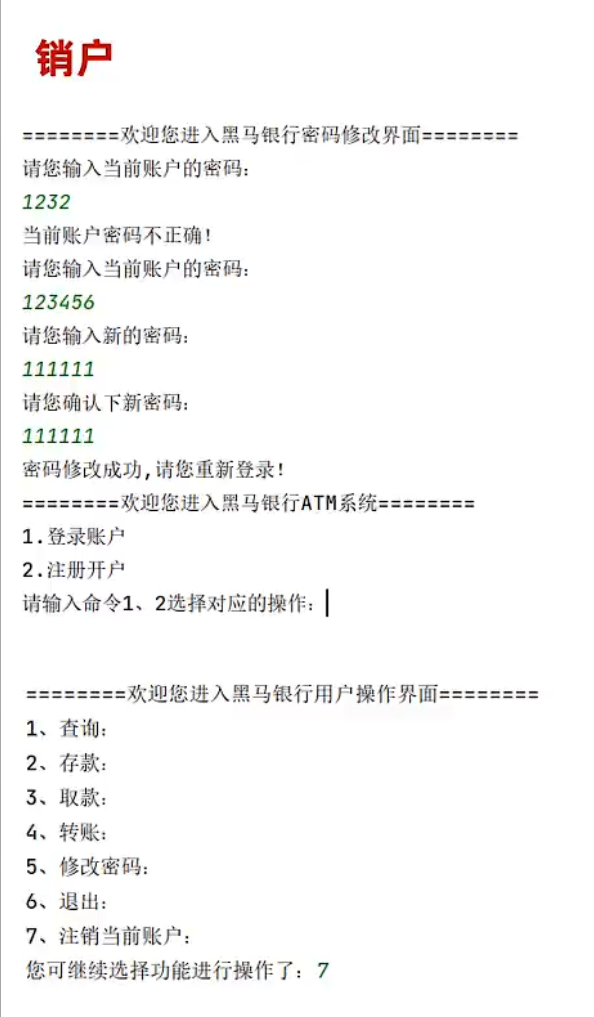 销户
========欢迎您进入黑马银行密码修改界面========
请您输入当前账户的密码：
1232
当前账户密码不正确！
请您输入当前账户的密码：
123456
请您输入新的密码：
111111
请您确认下新密码：
111111
密码修改成功,请您重新登录！
========欢迎您进入黑马银行ATM系统========
1.登录账户
2.注册开户
请输入命令1、2选择对应的操作：
========欢迎您进入黑马银行用户操作界面========
1、查询：
2、存款：
3、取款：
4、转账：
5、修改密码：
6、退出：
7、注销当前账户：
您可继续选择功能进行操作了：7